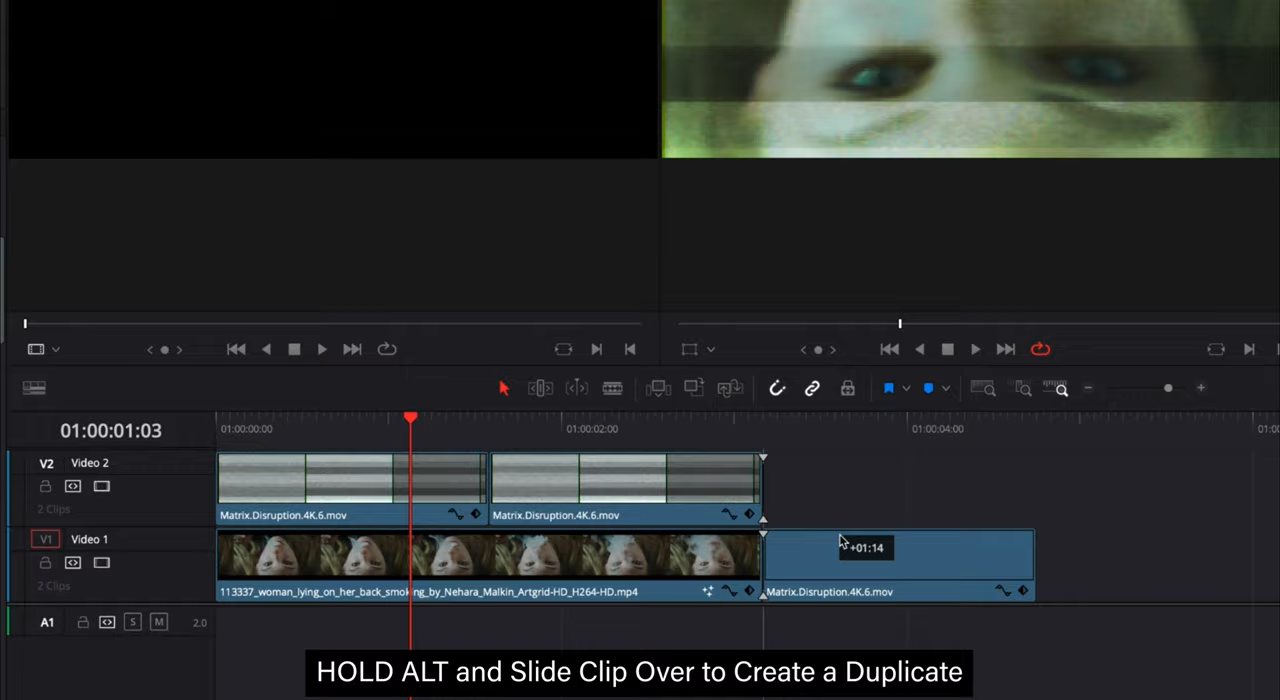 01:00:01:03
01:00:00:00
01:00:02:00
01:00:04:00
V2 Video 2
2 Clips
Matrix.Disruption.4K.6.mov
Matrix.Disruption.4K.6.mov
V1 Video 1
2 Clips
+01:14
113337_woman_lying_on_her_back_smoking_by_Nehara_Malkin_Artgrid-HD_H264-HD.mp4
Matrix.Disruption.4K.6.mov
A1 S M 2.0
HOLD ALT and Slide Clip Over to Create a Duplicate